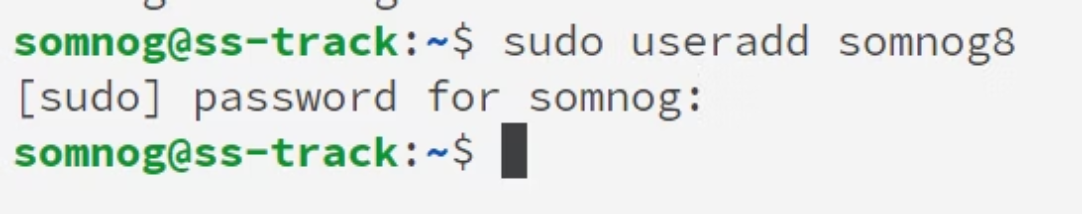 somnog@ss-track:~$ sudo useradd somnog8
[sudo] password for somnog:
somnog@ss-track:~$